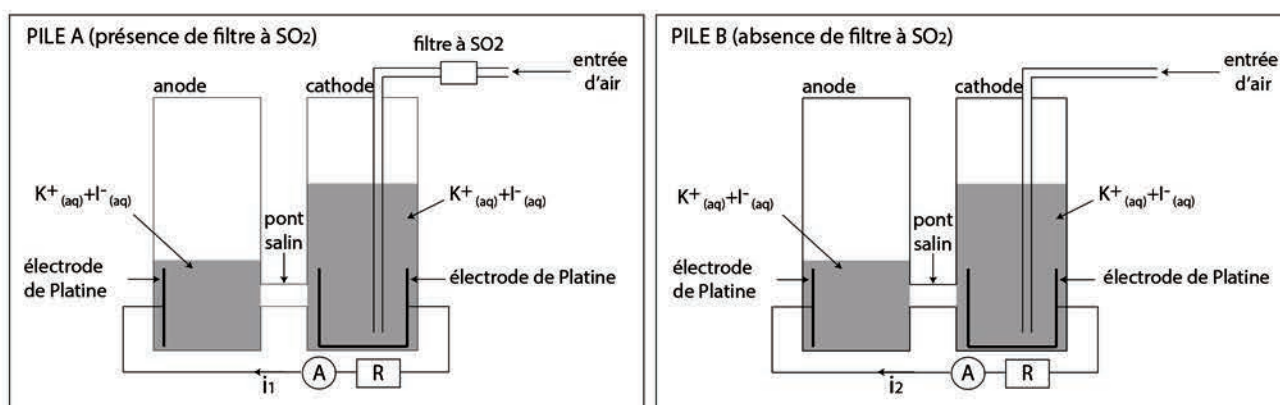 PILE A (présence de filtre à SO₂)
filtre à SO2
entrée
d'air
anode
cathode
K⁺ (aq)+I⁻(aq)
K⁺ (aq)+I⁻(aq)
pont
salin
électrode
de Platine
électrode de Platine
A
R
i₁
PILE B (absence de filtre à SO₂)
entrée
d'air
anode
cathode
K⁺ (aq)+I⁻(aq)
K⁺ (aq)+I⁻(aq)
pont
salin
électrode
de Platine
électrode de Platine
A
R
i₂